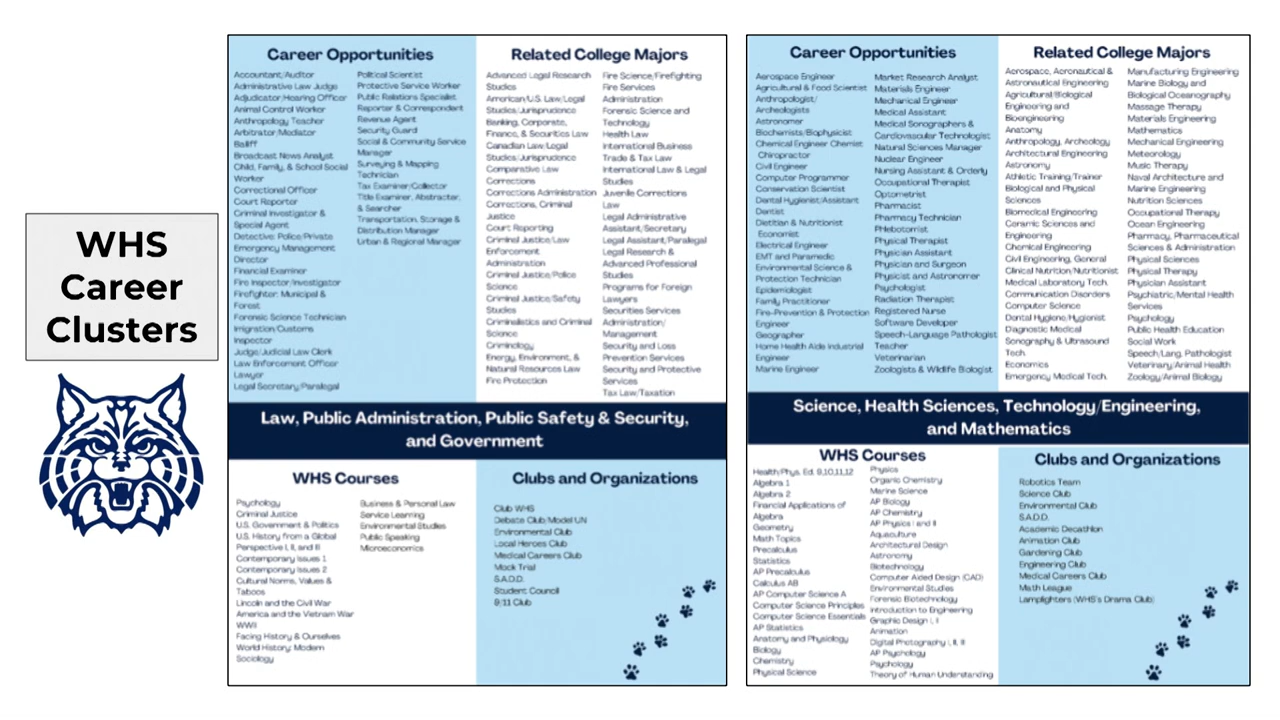 WHS
Career
Clusters
Career Opportunities
Accountant/Auditor
Administrative Law Judge
Adjudicator/Hearing Officer
Animal Control Worker
Anthropology Teacher
Arbitrator/Mediator
Bailiff
Broadcast News Analyst
Child, Family, & School Social
Worker
Correctional Officer
Court Reporter
Criminal Investigator &
Special Agent
Detective: Police/Private
Emergency Management
Director
Financial Examiner
Fire Inspector/Investigator
Firefighter: Municipal &
Forest
Forensic Science Technician
Imigration/Customs
Inspector
Judge/Judicial Law Clerk
Law Enforcement Officer
Lawyer
Legal Secretary/Paralegal
Political Scientist
Protective Service Worker
Public Relations Specialist
Reporter & Correspondent
Revenue Agent
Security Guard
Social & Community Service
Manager
Surveying & Mapping
Technician
Tax Examiner/Collector
Title Examiner, Abstracter,
& Searcher
Transportation, Storage &
Distribution Manager
Urban & Regional Manager
Related College Majors
Advanced Legal Research
Studies
American/U.S. Law/Legal
Studies/Jurisprudence
Banking, Corporate,
Finance, & Securities Law
Canadian Law/Legal
Studies/Jurisprudence
Comparative Law
Corrections
Corrections Administration
Corrections, Criminal
Justice
Court Reporting
Criminal Justice/Law
Enforcement
Administration
Criminal Justice/Police
Science
Criminal Justice/Safety
Studies
Criminalistics and Criminal
Science
Criminology
Energy, Environment, &
Natural Resources Law
Fire Protection
Fire Science/Firefighting
Fire Services
Administration
Forensic Science and
Technology
Health Law
International Business
Trade & Tax Law
International Law & Legal
Studies
Juvenile Corrections
Law
Legal Administrative
Assistant/Secretary
Legal Assistant/Paralegal
Legal Research &
Advanced Professional
Studies
Programs for Foreign
Lawyers
Securities Services
Administration/
Management
Security and Loss
Prevention Services
Security and Protective
Services
Tax Law/Taxation
Law, Public Administration, Public Safety & Security,
and Government
WHS Courses
Psychology
Criminal Justice
U.S. Government & Politics
U.S. History from a Global
Perspective I, II, and III
Contemporary Issues 1
Contemporary Issues 2
Cultural Norms, Values &
Taboos
Lincoln and the Civil War
America and the Vietnam War
WWII
Facing History & Ourselves
World History: Modern
Sociology
Business & Personal Law
Service Learning
Environmental Studies
Public Speaking
Microeconomics
Clubs and Organizations
Club WHS
Debate Club/Model UN
Environmental Club
Local Heroes Club
Medical Careers Club
Mock Trial
S.A.D.D.
Student Council
9/11 Club
Career Opportunities
Aerospace Engineer
Agricultural & Food Scientist
Anthropologist/
Archeologists
Astronomer
Biochemists/Biophysicist
Chemical Engineer Chemist
Chiropractor
Civil Engineer
Computer Programmer
Conservation Scientist
Dental Hygienist/Assistant
Dentist
Dietitian & Nutritionist
Economist
Electrical Engineer
EMT and Paramedic
Environmental Science &
Protection Technician
Epidemiologist
Family Practitioner
Fire-Prevention & Protection
Engineer
Geographer
Home Health Aide Industrial
Engineer
Marine Engineer
Market Research Analyst
Materials Engineer
Mechanical Engineer
Medical Assistant
Medical Sonographers &
Cardiovascular Technologist
Natural Sciences Manager
Nuclear Engineer
Nursing Assistant & Orderly
Occupational Therapist
Optometrist
Pharmacist
Pharmacy Technician
Phlebotomist
Physical Therapist
Physician Assistant
Physician and Surgeon
Physicist and Astronomer
Psychologist
Radiation Therapist
Registered Nurse
Software Developer
Speech-Language Pathologist
Teacher
Veterinarian
Zoologists & Wildlife Biologist
Related College Majors
Aerospace, Aeronautical &
Astronautical Engineering
Agricultural/Biological
Engineering and
Bioengineering
Anatomy
Anthropology, Archeology
Architectural Engineering
Astronomy
Athletic Training/Trainer
Biological and Physical
Sciences
Biomedical Engineering
Ceramic Sciences and
Engineering
Chemical Engineering
Civil Engineering, General
Clinical Nutrition/Nutritionist
Medical Laboratory Tech.
Communication Disorders
Computer Science
Dental Hygiene/Hygienist
Diagnostic Medical
Sonography & Ultrasound
Tech
Economics
Emergency Medical Tech.
Manufacturing Engineering
Marine Biology and
Biological Oceanography
Massage Therapy
Materials Engineering
Mathematics
Mechanical Engineering
Meteorology
Music Therapy
Naval Architecture and
Marine Engineering
Nutrition Sciences
Occupational Therapy
Ocean Engineering
Pharmacy, Pharmaceutical
Sciences & Administration
Physical Sciences
Physical Therapy
Physician Assistant
Psychiatric/Mental Health
Services
Psychology
Public Health Education
Social Work
Speech/Lang. Pathologist
Veterinary/Animal Health
Zoology/Animal Biology
Science, Health Sciences, Technology/Engineering,
and Mathematics
WHS Courses
Health/Phys. Ed. 9,10,11,12
Algebra 1
Algebra 2
Financial Applications of
Algebra
Geometry
Math Topics
Precalculus
Statistics
AP Precalculus
Calculus AB
AP Computer Science A
Computer Science Principles
Computer Science Essentials
AP Statistics
Anatomy and Physiology
Biology
Chemistry
Physical Science
Physics
Organic Chemistry
Marine Science
AP Biology
AP Chemistry
AP Physics I and II
Aquaculture
Architectural Design
Astronomy
Biotechnology
Computer Aided Design (CAD)
Environmental Studies
Forensic Biotechnology
Introduction to Engineering
Graphic Design I, II
Animation
Digital Photography I, II, III
AP Psychology
Psychology
Theory of Human Understanding
Clubs and Organizations
Robotics Team
Science Club
Environmental Club
S.A.D.D.
Academic Decathlon
Animation Club
Gardening Club
Engineering Club
Medical Careers Club
Math League
Lamplighters (WHS's Drama Club)